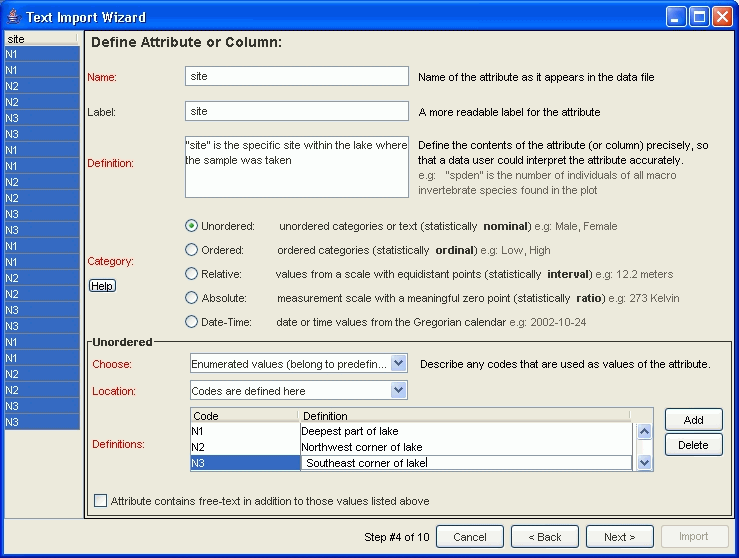 Text Import Wizard
site
N1
N1
N2
N2
N3
N3
N1
N1
N2
N2
N3
N3
N1
N1
N2
N2
N3
N3
N1
N1
N2
N2
N3
N3
Define Attribute or Column:
Name: site Name of the attribute as it appears in the data file
Label: site A more readable label for the attribute
Definition:
"site" is the specific site within the lake where
the sample was taken
Define the contents of the attribute (or column) precisely, so
that a data user could interpret the attribute accurately.
e.g: "spden" is the number of individuals of all macro
invertebrate species found in the plot
Category:
Help
Unordered: unordered categories or text (statistically nominal) e.g: Male, Female
Ordered: ordered categories (statistically ordinal) e.g: Low, High
Relative: values from a scale with equidistant points (statistically interval) e.g: 12.2 meters
Absolute: measurement scale with a meaningful zero point (statistically ratio) e.g: 273 Kelvin
Date-Time: date or time values from the Gregorian calendar e.g: 2002-10-24
Unordered
Choose: Enumerated values (belong to predefin... Describe any codes that are used as values of the attribute.
Location: Codes are defined here
Definitions:
Code Definition
N1 Deepest part of lake
N2 Northwest corner of lake
N3 Southeast corner of lake
Add
Delete
Attribute contains free-text in addition to those values listed above
Step #4 of 10 Cancel < Back Next > Import